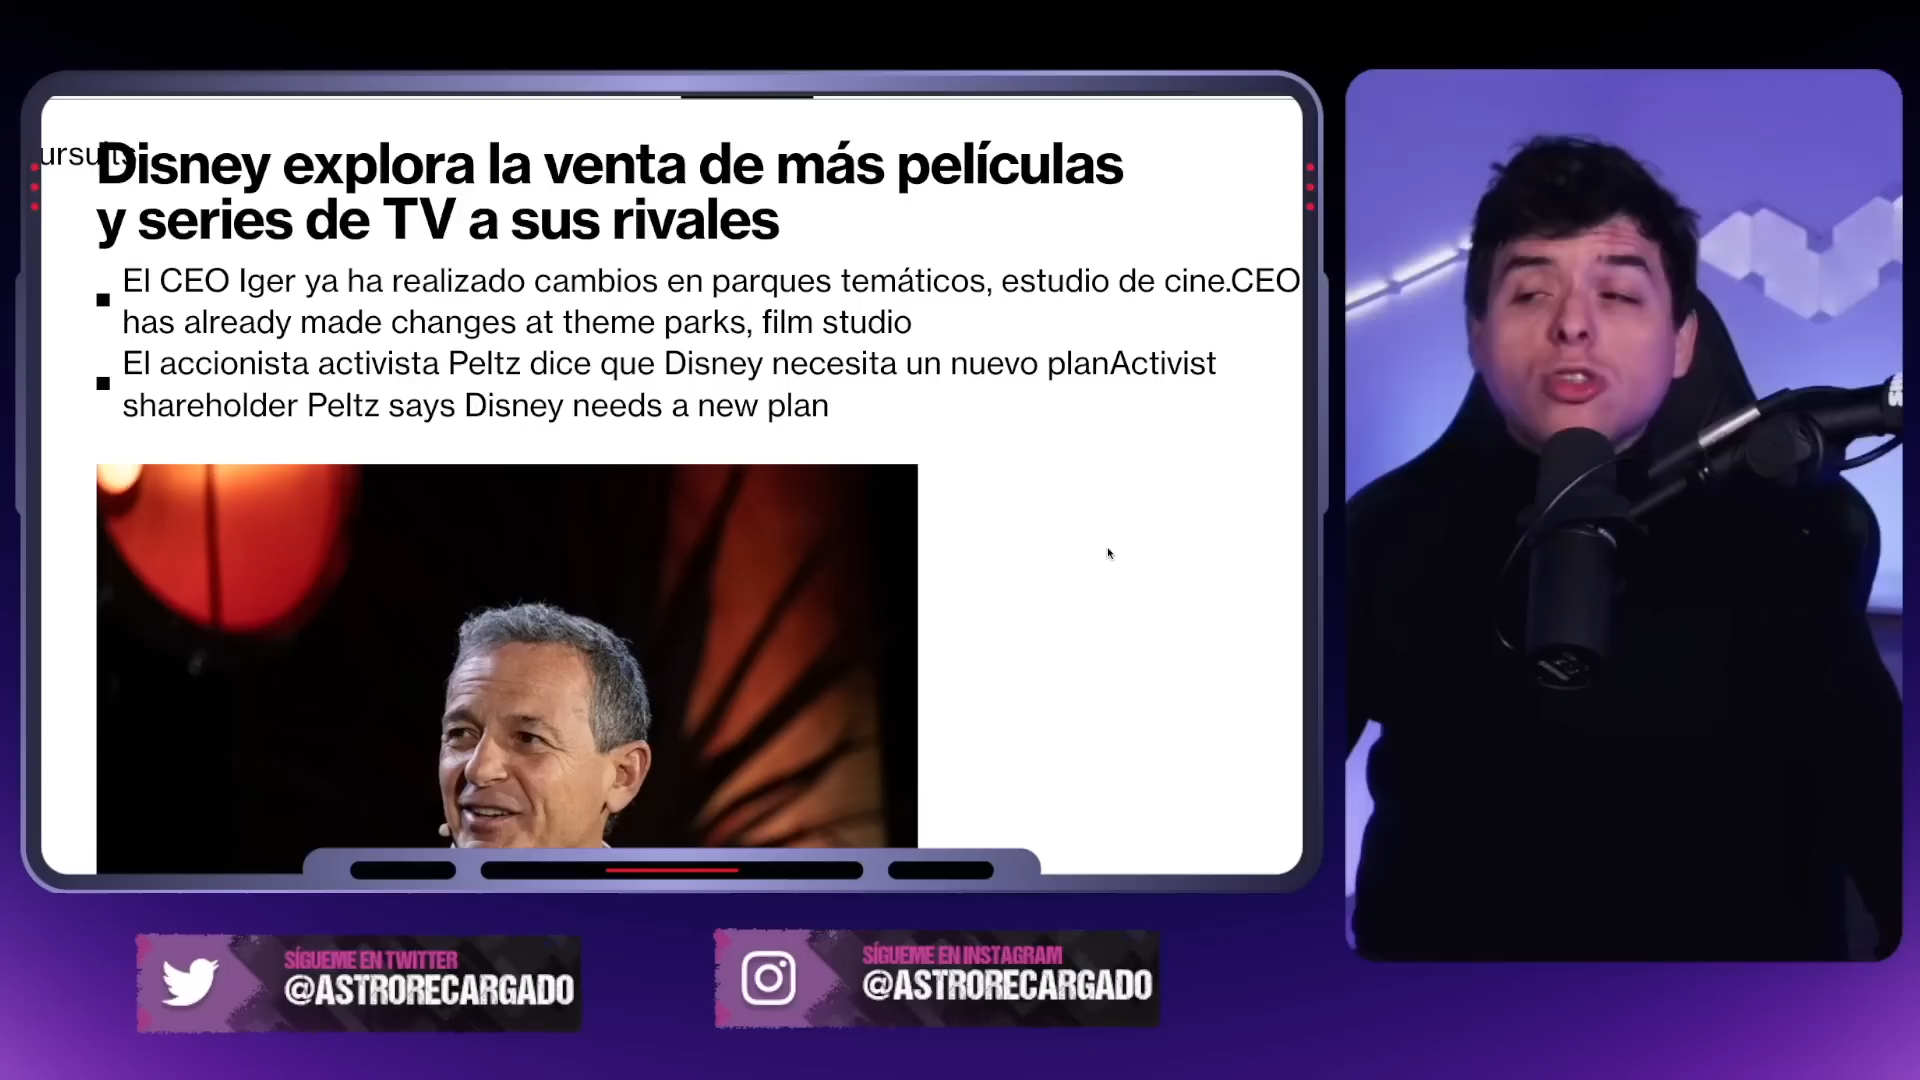 ursuits
Disney explora la venta de más películas
y series de TV a sus rivales
El CEO Iger ya ha realizado cambios en parques temáticos, estudio de cine.CEO
has already made changes at theme parks, film studio
El accionista activista Peltz dice que Disney necesita un nuevo planActivist
shareholder Peltz says Disney needs a new plan
SÍGUEME EN TWITTER
@ASTRORECARGADO
SÍGUEME EN INSTAGRAM
@ASTRORECARGADO